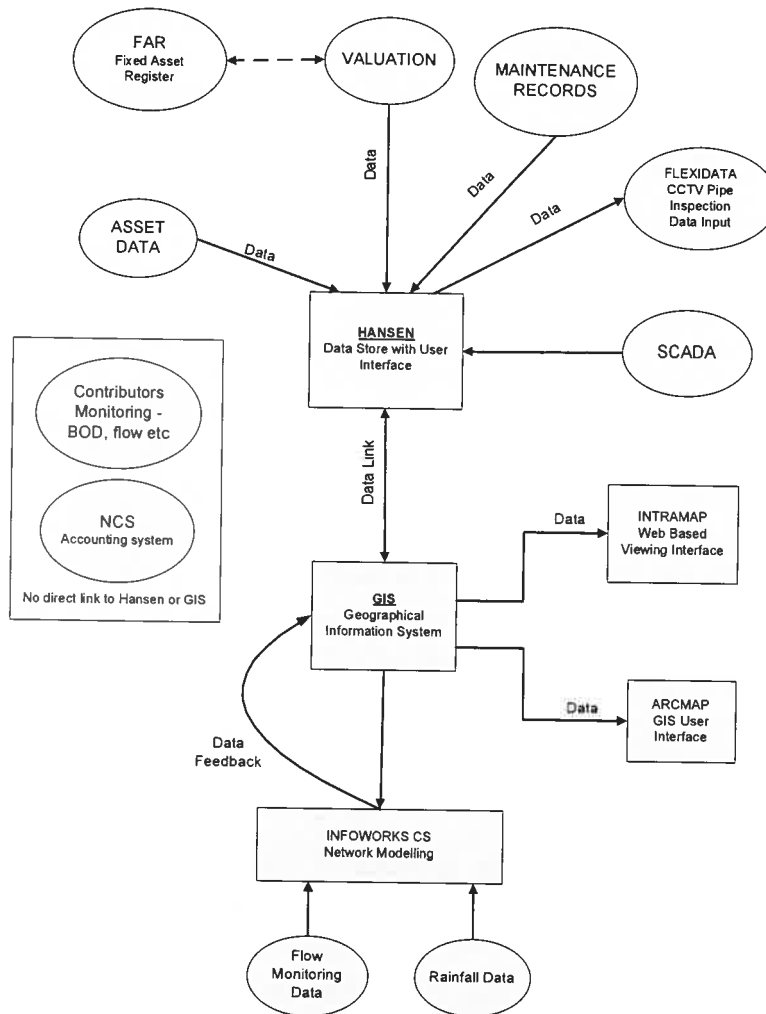 FAR
Fixed Asset
Register
VALUATION
MAINTENANCE
RECORDS
FLEXIDATA
CCTV Pipe
Inspection
Data Input
ASSET
DATA
Data
Data
Data
Data
HANSEN
Data Store with User
Interface
SCADA
Contributors
Monitoring -
BOD, flow etc
NCS
Accounting system
No direct link to Hansen or GIS
Data Link
GIS
Geographical
Information System
Data
INTRAMAP
Web Based
Viewing Interface
Data
ARCMAP
GIS User
Interface
Data
Feedback
INFOWORKS CS
Network Modelling
Flow
Monitoring
Data
Rainfall Data